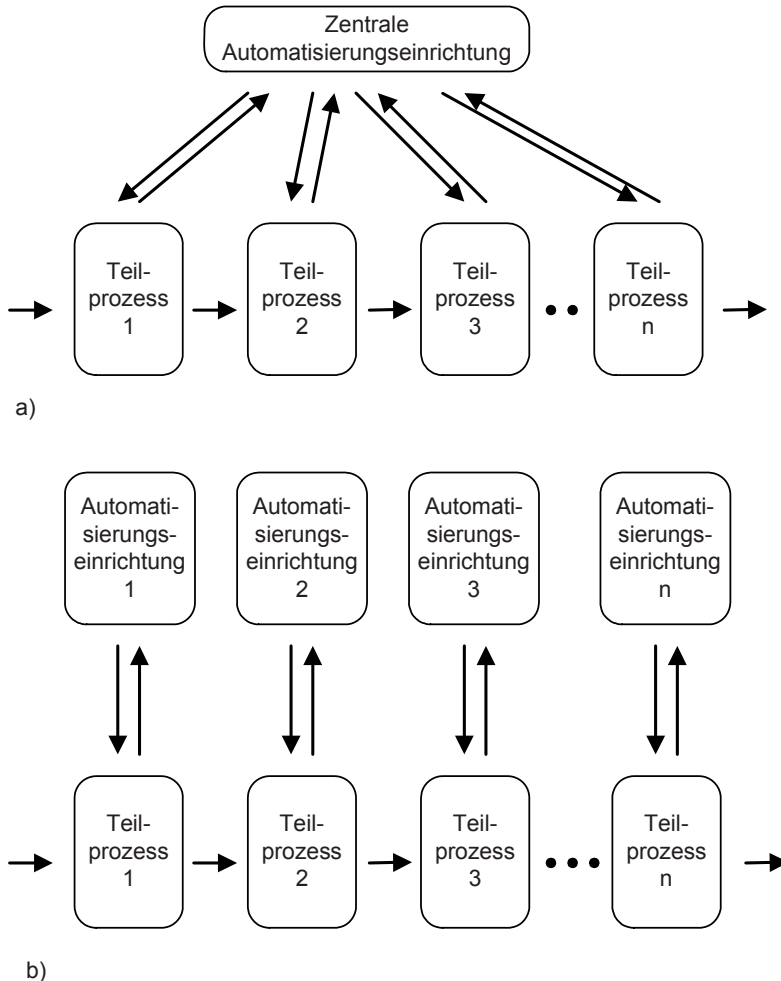 Zentrale
Automatisierungseinrichtung
Teil-
prozess
1
Teil-
prozess
2
Teil-
prozess
3
Teil-
prozess
n
a)
Automati-
sierungs-
einrichtung
1
Automati-
sierungs-
einrichtung
2
Automati-
sierungs-
einrichtung
3
Automati-
sierungs-
einrichtung
n
Teil-
prozess
1
Teil-
prozess
2
Teil-
prozess
3
Teil-
prozess
n
b)